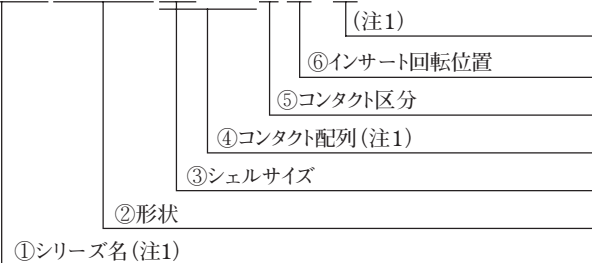 (注1)
⑥インサート回転位置
⑤コンタクト区分
④コンタクト配列(注1)
③シェルサイズ
②形状
①シリーズ名(注1)